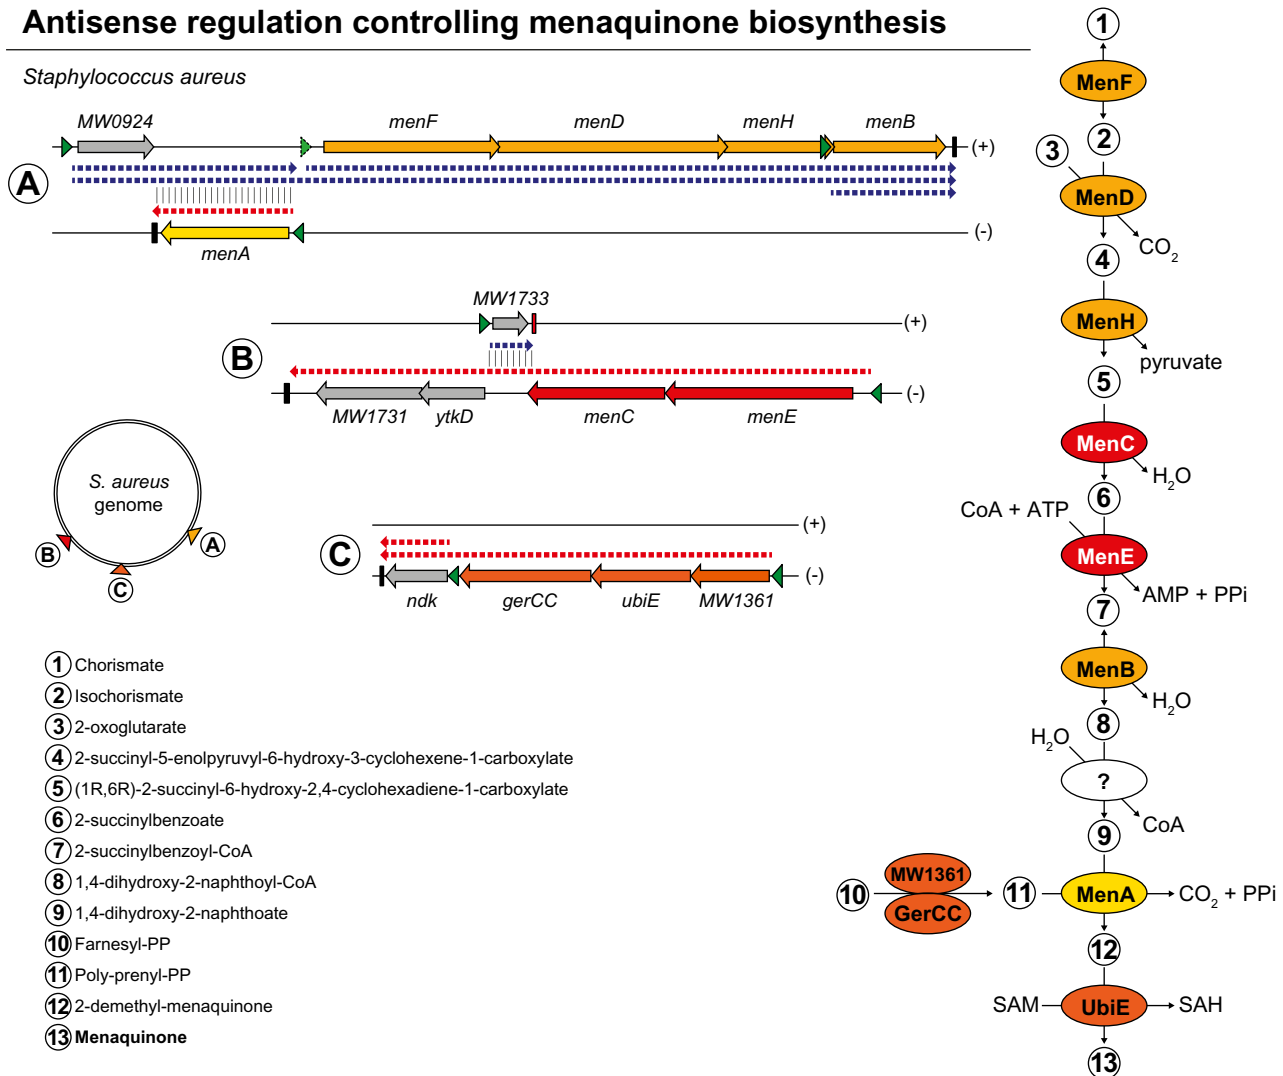 Antisense regulation controlling menaquinone biosynthesis
Staphylococcus aureus
MW0924 menF menD menH menB
(+)
A
(-)
menA
MW1733
(+)
B
(-)
MW1731 ytkD menC menE
S. aureus
genome
B
A
C
(+)
C
(-)
ndk gerCC ubiE MW1361
1 Chorismate
2 Isochorismate
3 2-oxoglutarate
4 2-succinyl-5-enolpyruvyl-6-hydroxy-3-cyclohexene-1-carboxylate
5 (1R,6R)-2-succinyl-6-hydroxy-2,4-cyclohexadiene-1-carboxylate
6 2-succinylbenzoate
7 2-succinylbenzoyl-CoA
8 1,4-dihydroxy-2-naphthoyl-CoA
9 1,4-dihydroxy-2-naphthoate
10 Farnesyl-PP
11 Poly-prenyl-PP
12 2-demethyl-menaquinone
13 Menaquinone
1
MenF
2
3
MenD
CO2
4
MenH
pyruvate
5
MenC
H2O
6
CoA + ATP
MenE
AMP + PPi
7
MenB
H2O
8
H2O
?
CoA
9
MW1361
10 11 MenA CO2 + PPi
GerCC
12
SAM UbiE SAH
13